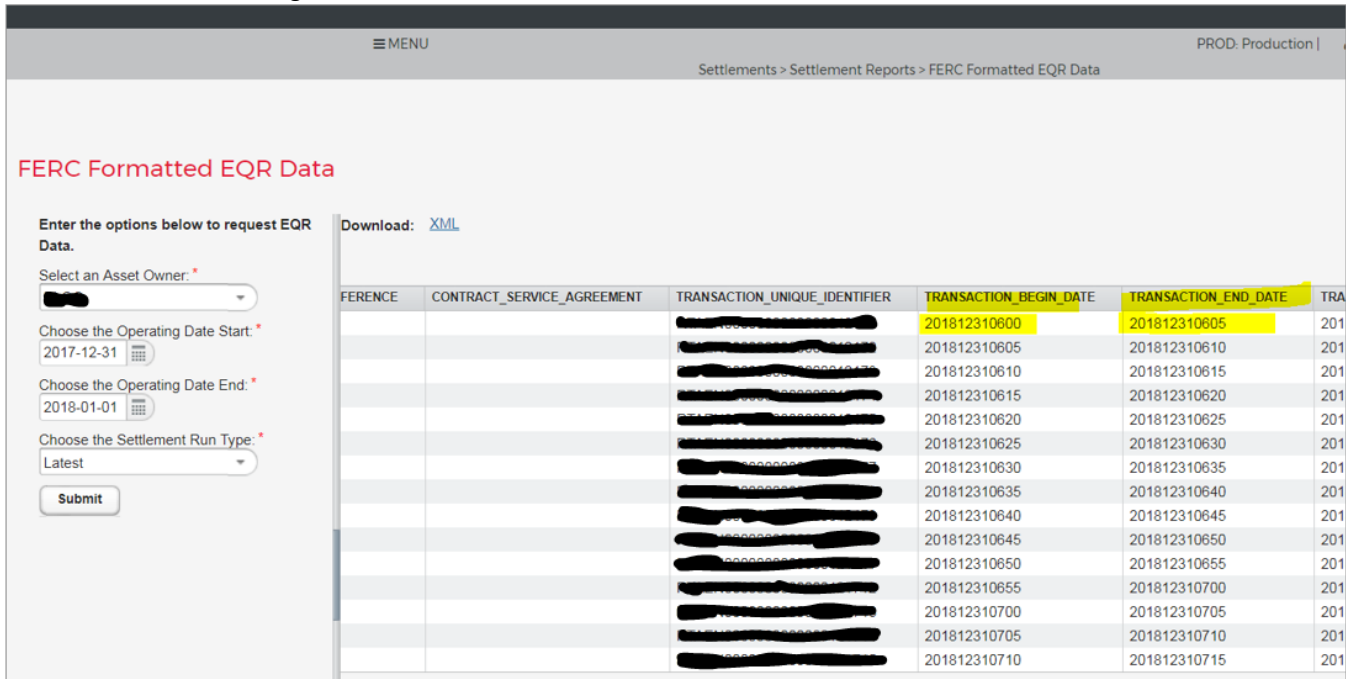 ≡ MENU
PROD: Production |
Settlements > Settlement Reports > FERC Formatted EQR Data
FERC Formatted EQR Data
Enter the options below to request EQR
Data.
Download: XML
Select an Asset Owner: *
Choose the Operating Date Start: *
2017-12-31
Choose the Operating Date End: *
2018-01-01
Choose the Settlement Run Type: *
Latest
Submit
FERENCE CONTRACT_SERVICE_AGREEMENT TRANSACTION_UNIQUE_IDENTIFIER TRANSACTION_BEGIN_DATE TRANSACTION_END_DATE TRA
201812310600 201812310605 201
201812310605 201812310610 201
201812310610 201812310615 201
201812310615 201812310620 201
201812310620 201812310625 201
201812310625 201812310630 201
201812310630 201812310635 201
201812310635 201812310640 201
201812310640 201812310645 201
201812310645 201812310650 201
201812310650 201812310655 201
201812310655 201812310700 201
201812310700 201812310705 201
201812310705 201812310710 201
201812310710 201812310715 201